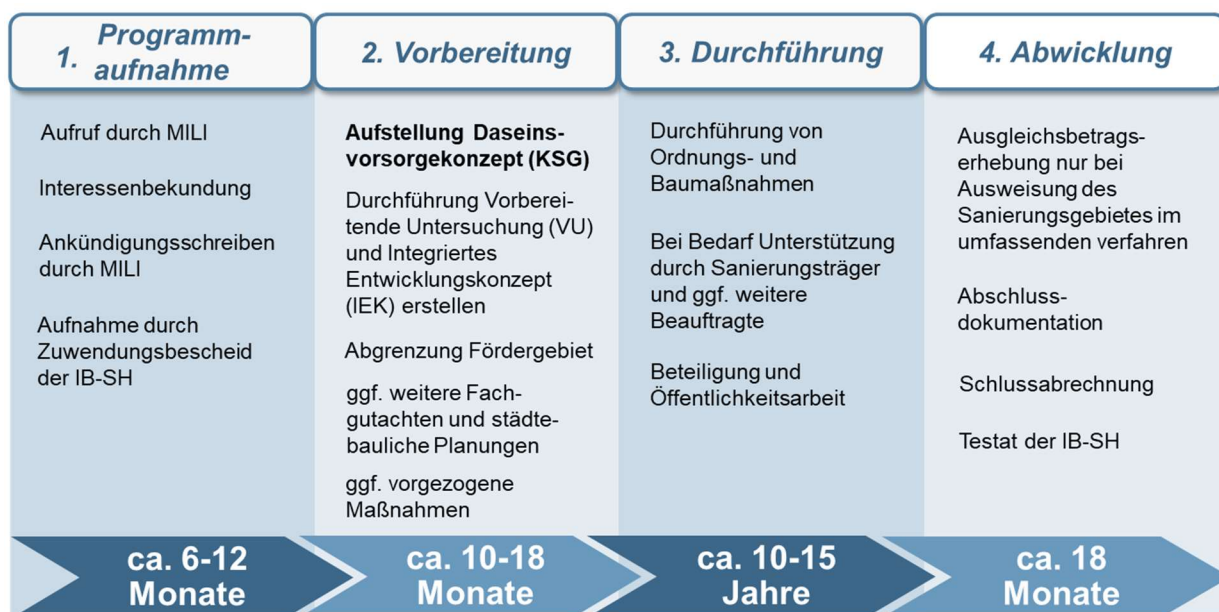 1. Programm-
aufnahme
Aufruf durch MILI
Interessenbekundung
Ankündigungsschreiben
durch MILI
Aufnahme durch
Zuwendungsbescheid
der IB-SH
ca. 6-12
Monate
2. Vorbereitung
Aufstellung Daseins-
vorsorgekonzept (KSG)
Durchführung Vorberei-
tende Untersuchung (VU)
und Integriertes
Entwicklungskonzept
(IEK) erstellen
Abgrenzung Fördergebiet
ggf. weitere Fach-
gutachten und städte-
bauliche Planungen
ggf. vorgezogene
Maßnahmen
ca. 10-18
Monate
3. Durchführung
Durchführung von
Ordnungs- und
Baumaßnahmen
Bei Bedarf Unterstützung
durch Sanierungsträger
und ggf. weitere
Beauftragte
Beteiligung und
Öffentlichkeitsarbeit
ca. 10-15
Jahre
4. Abwicklung
Ausgleichsbetrags-
erhebung nur bei
Ausweisung des
Sanierungsgebietes im
umfassenden verfahren
Abschluss-
dokumentation
Schlussabrechnung
Testat der IB-SH
ca. 18
Monate